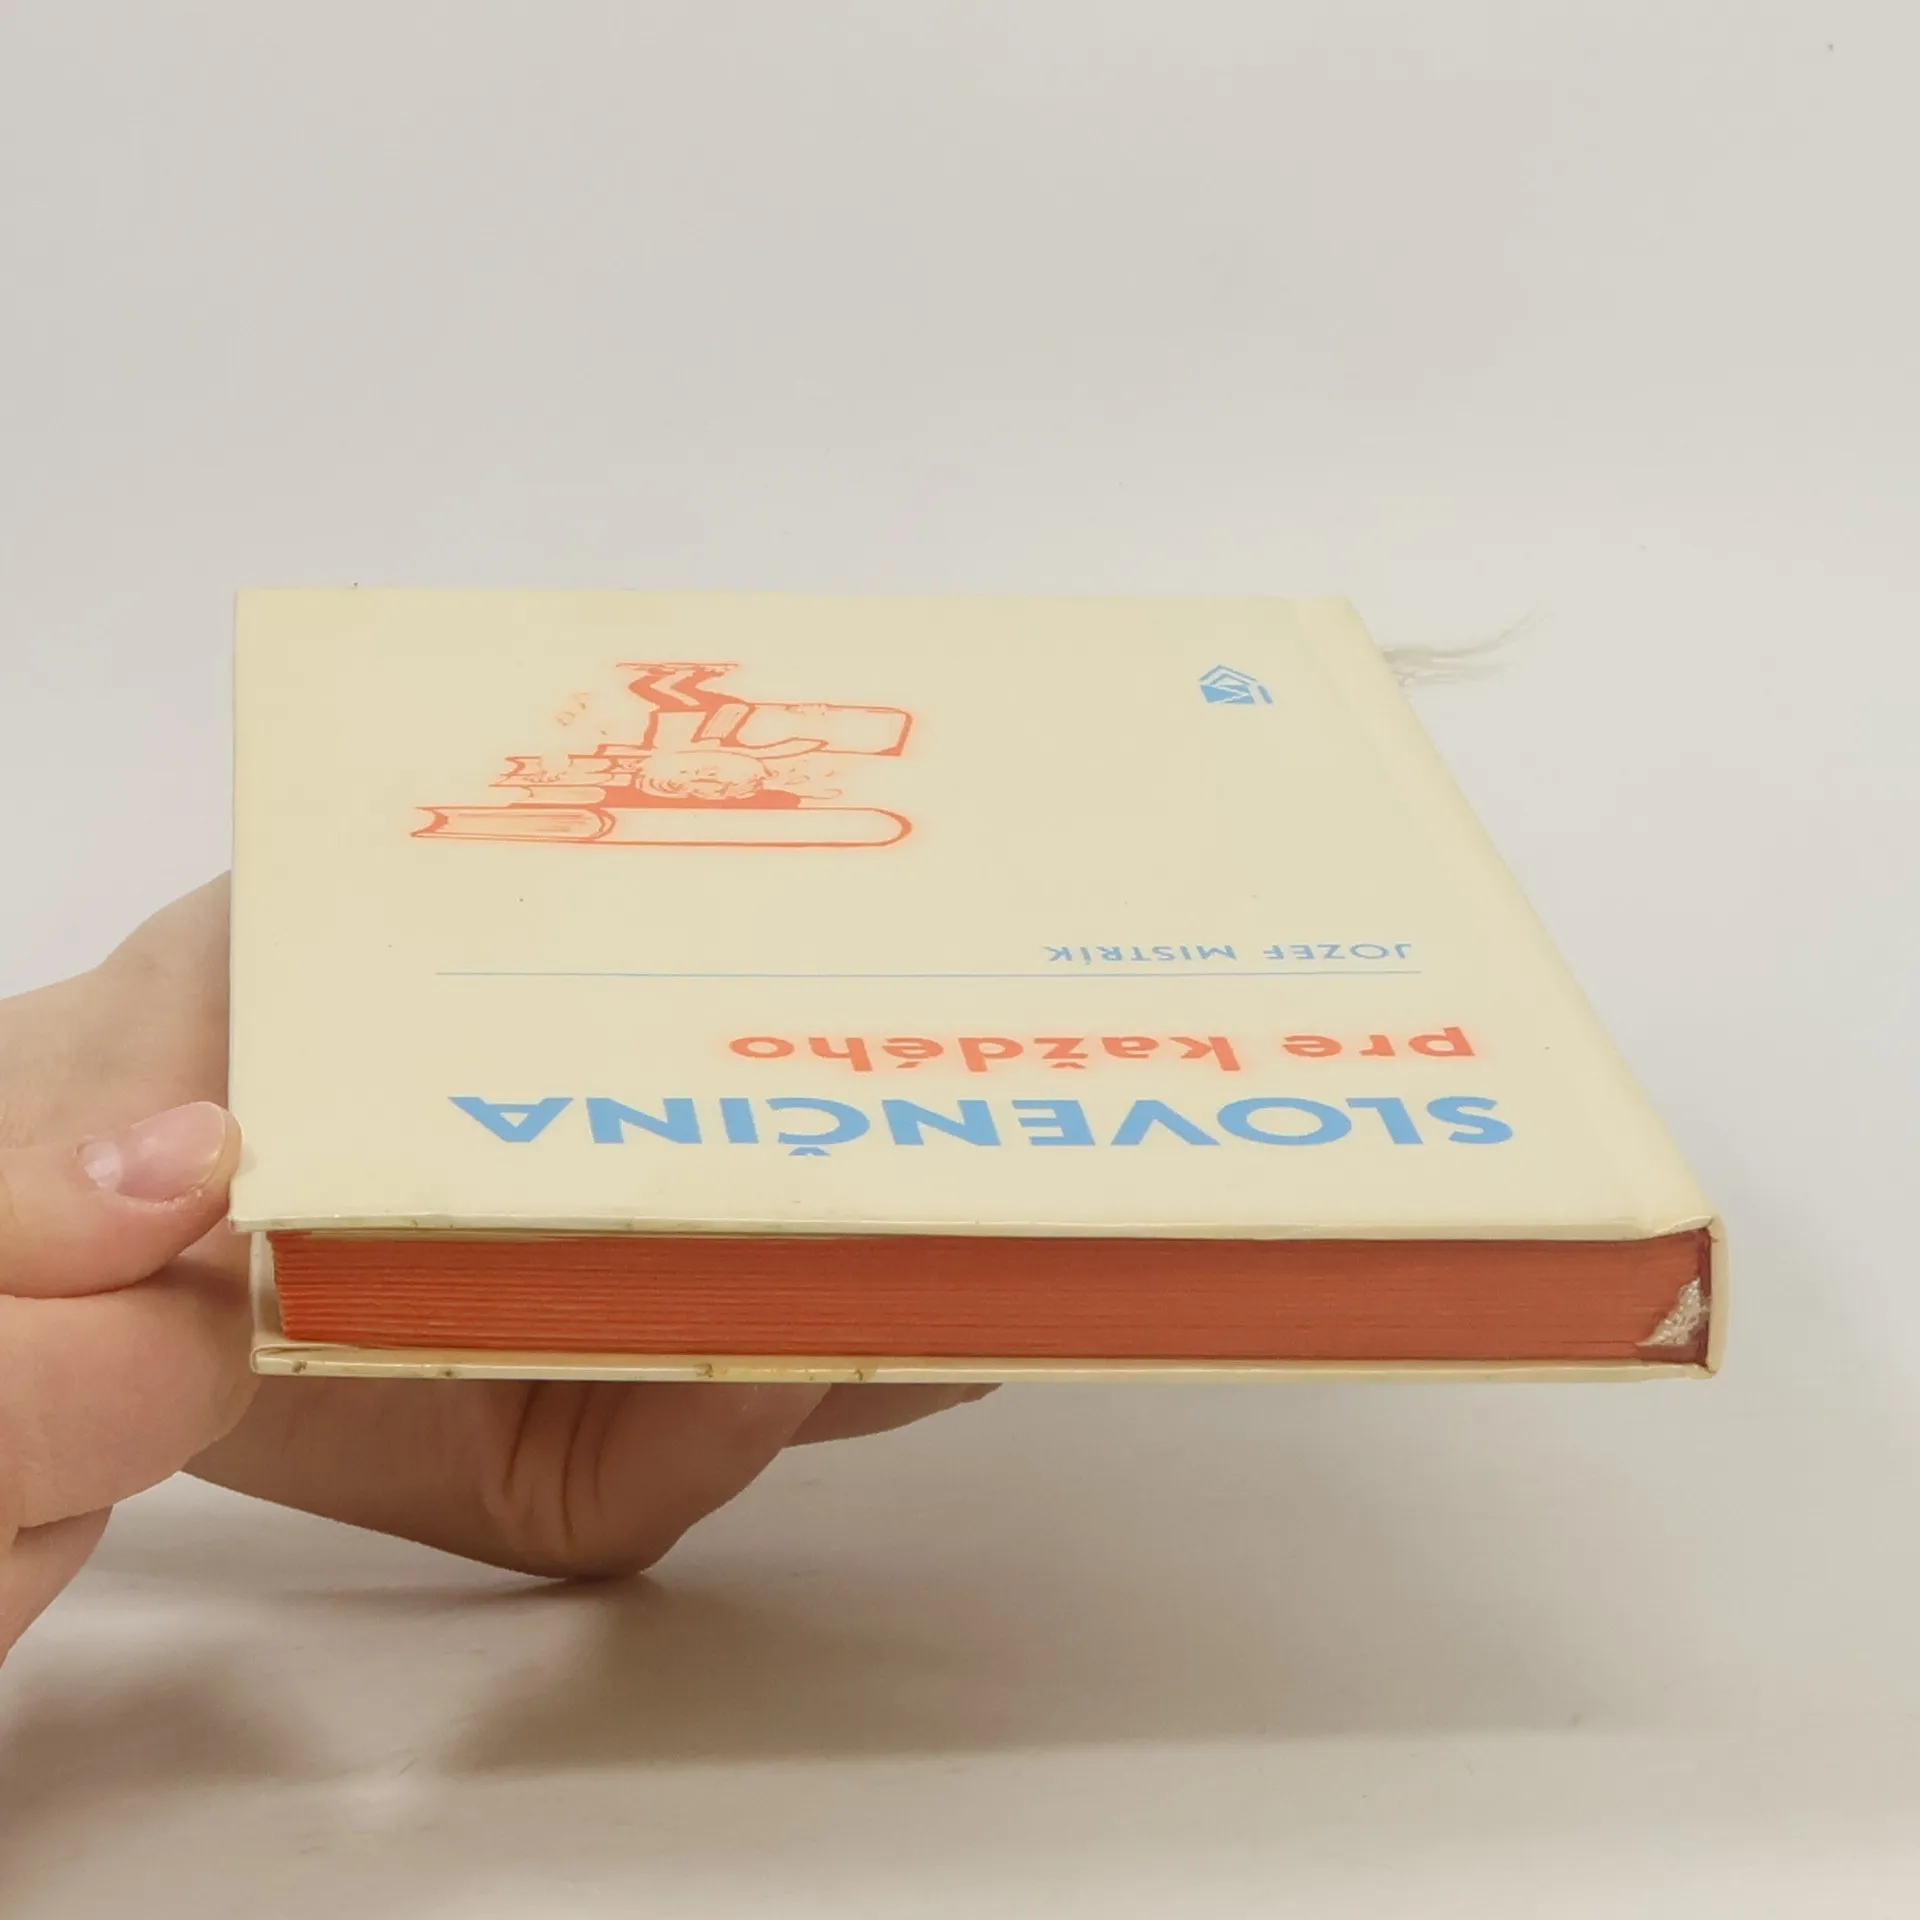 SLOVENČINA
pre každého
JOZEF MISTRÍK